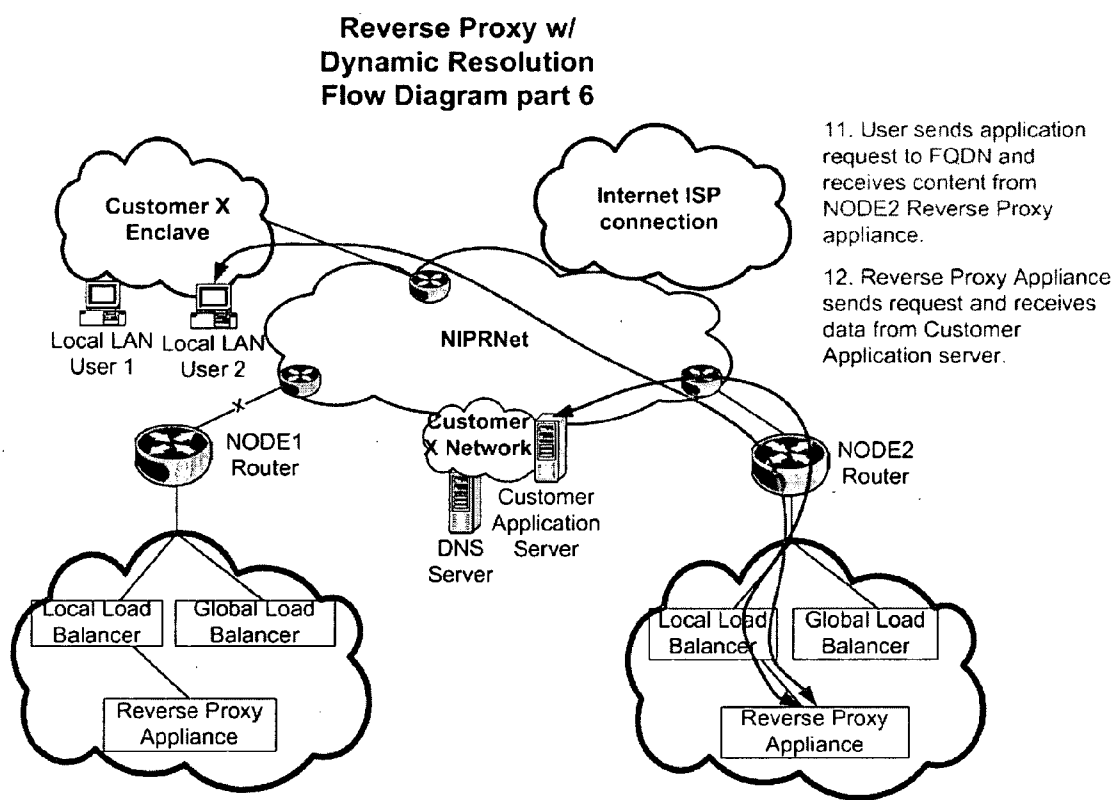 Reverse Proxy w/
Dynamic Resolution
Flow Diagram part 6
11. User sends application
request to FQDN and
receives content from
NODE2 Reverse Proxy
appliance.
12. Reverse Proxy Appliance
sends request and receives
data from Customer
Application server.
Customer X
Enclave
Internet ISP
connection
Local LAN
User 1
Local LAN
User 2
NIPRNet
x
NODE1
Router
Customer
X Network
NODE2
Router
Customer
Application
Server
DNS
Server
Local Load
Balancer
Global Load
Balancer
Reverse Proxy
Appliance
Local Load
Balancer
Global Load
Balancer
Reverse Proxy
Appliance